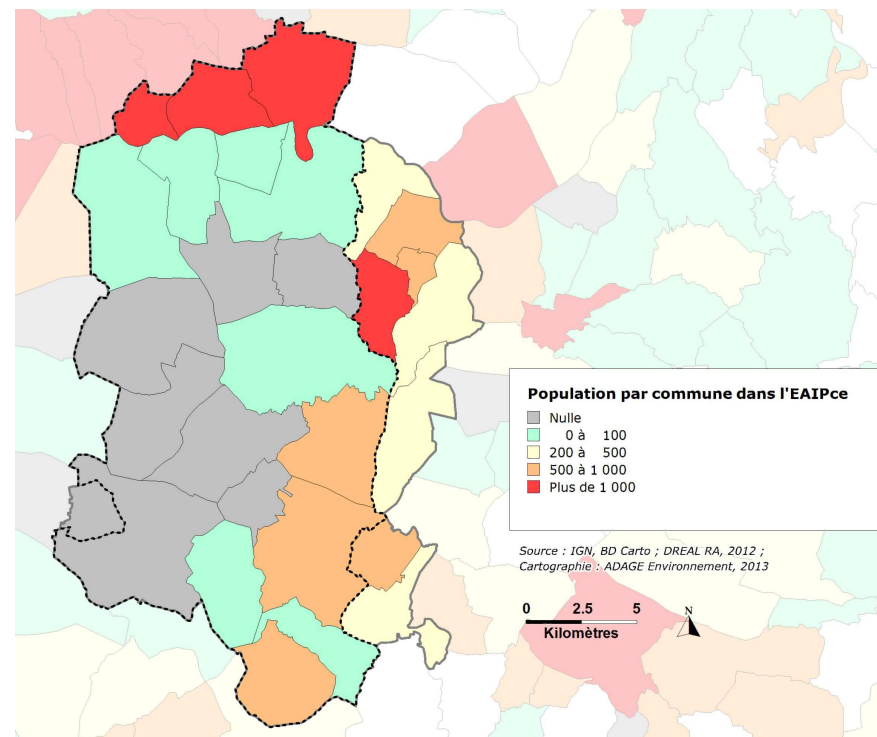 Population par commune dans l'EAIPce
Nulle
0 à 100
200 à 500
500 à 1 000
Plus de 1 000
Source : IGN, BD Carto ; DREAL RA, 2012 ;
Cartographie : ADAGE Environnement, 2013
0 2.5 5
Kilomètres
N